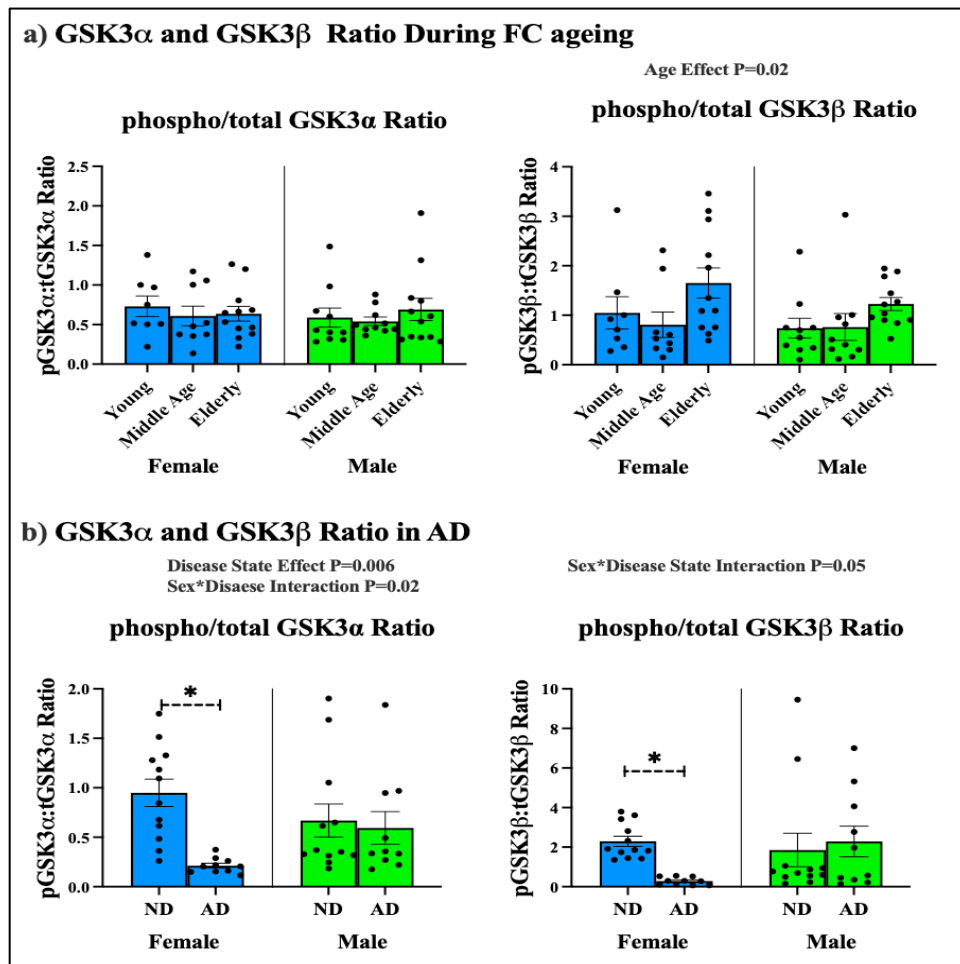 a) GSK3α and GSK3β Ratio During FC ageing
Age Effect P=0.02
phospho/total GSK3α Ratio
pGSK3α:tGSK3α Ratio
2.5
2.0
1.5
1.0
0.5
0.0
Young
Middle Age
Elderly
Young
Middle Age
Elderly
Female
Male
phospho/total GSK3β Ratio
pGSK3β:tGSK3β Ratio
4
3
2
1
0
Young
Middle Age
Elderly
Young
Middle Age
Elderly
Female
Male
b) GSK3α and GSK3β Ratio in AD
Disease State Effect P=0.006
Sex*Disaese Interaction P=0.02
phospho/total GSK3α Ratio
pGSK3α:tGSK3α Ratio
2.0
1.5
1.0
0.5
0.0
*
ND
AD
ND
AD
Female
Male
Sex*Disease State Interaction P=0.05
phospho/total GSK3β Ratio
pGSK3β:tGSK3β Ratio
10
8
6
4
2
0
*
ND
AD
ND
AD
Female
Male